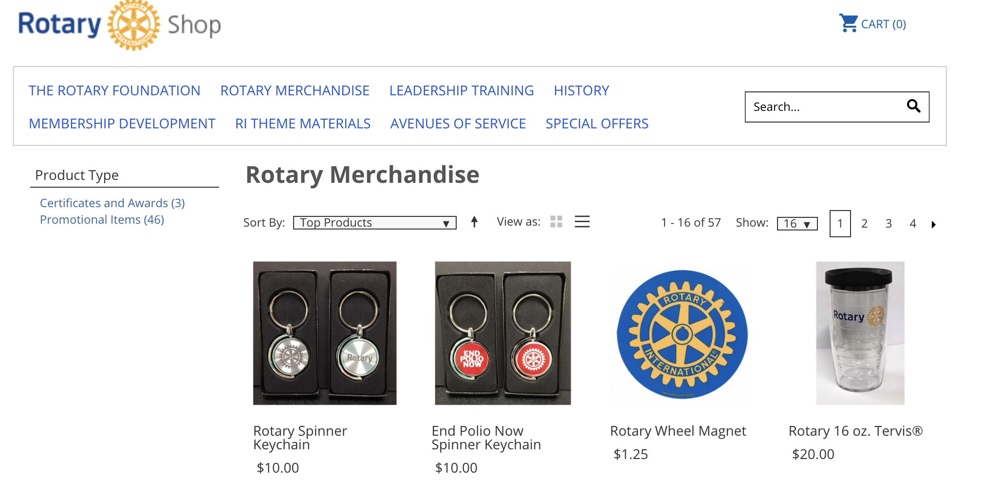 Rotary Shop
ROTARY
INTERNATIONAL
CART (0)
THE ROTARY FOUNDATION ROTARY MERCHANDISE LEADERSHIP TRAINING HISTORY
MEMBERSHIP DEVELOPMENT RI THEME MATERIALS AVENUES OF SERVICE SPECIAL OFFERS
Search...
Product Type
Certificates and Awards (3)
Promotional Items (46)
Rotary Merchandise
Sort By: Top Products View as: 1 - 16 of 57 Show: 16 1 2 3 4
Rotary
END
POLIO
NOW
ROTARY
INTERNATIONAL®
Rotary
Rotary Spinner
Keychain
$10.00
End Polio Now
Spinner Keychain
$10.00
Rotary Wheel Magnet
$1.25
Rotary 16 oz. Tervis®
$20.00